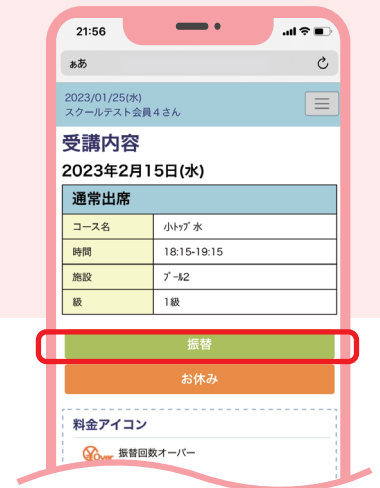 21:56
ぁあ
2023/01/25(水)
スクールテスト会員4さん
受講内容
2023年2月15日(水)
通常出席
コース名 小ﾄｯﾌﾟ水
時間 18:15-19:15
施設 ﾌﾟｰﾙ2
級 1級
振替
お休み
料金アイコン
¥Over 振替回数オーバー